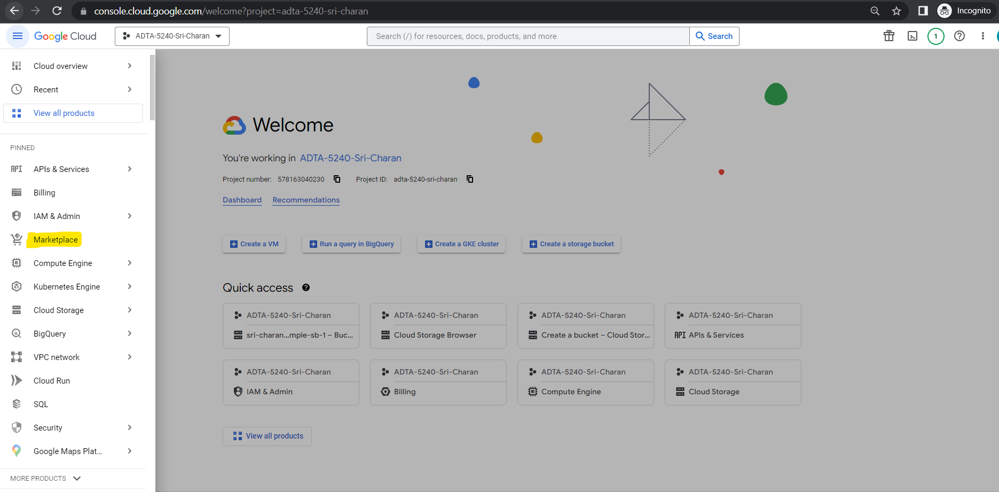 console.cloud.google.com/welcome?project=adta-5240-sri-charan
Incognito
Google Cloud
ADTA-5240-Sri-Charan
Search (/) for resources, docs, products, and more
Search
1
Cloud overview
Recent
View all products
PINNED
API APIs & Services
Billing
IAM & Admin
Marketplace
Compute Engine
Kubernetes Engine
Cloud Storage
BigQuery
VPC network
Cloud Run
SQL
Security
Google Maps Plat...
MORE PRODUCTS
Welcome
You're working in ADTA-5240-Sri-Charan
Project number: 578163040230 Project ID: adta-5240-sri-charan
Dashboard Recommendations
Create a VM Run a query in BigQuery Create a GKE cluster Create a storage bucket
Quick access
ADTA-5240-Sri-Charan
sri-charan...mple-sb-1 – Buc...
ADTA-5240-Sri-Charan
Cloud Storage Browser
ADTA-5240-Sri-Charan
Create a bucket – Cloud Stor...
ADTA-5240-Sri-Charan
API APIs & Services
ADTA-5240-Sri-Charan
IAM & Admin
ADTA-5240-Sri-Charan
Billing
ADTA-5240-Sri-Charan
Compute Engine
ADTA-5240-Sri-Charan
Cloud Storage
View all products